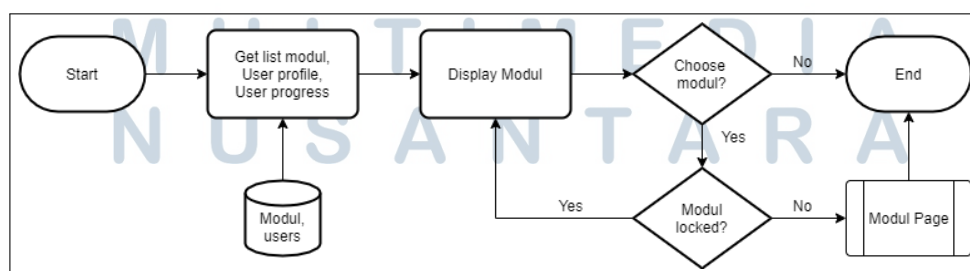 MULTIMEDIA
NUSANTARA
Start
Get list modul,
User profile,
User progress
Display Modul
Choose
modul?
No
End
Yes
Modul,
users
Yes
Modul
locked?
No
Modul Page